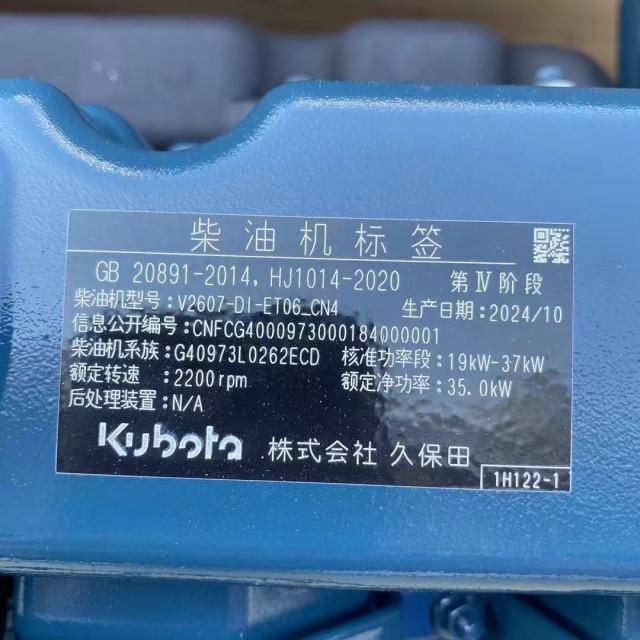 柴油机标签
GB 20891-2014, HJ1014-2020 第Ⅳ阶段
柴油机型号:V2607-DI-ET06_CN4 生产日期:2024/10
信息公开编号:CNFCG4000973000184000001
柴油机系族:G40973L0262ECD 核准功率段:19kW-37kW
额定转速:2200rpm 额定净功率:35.0kW
后处理装置:N/A
Kubota 株式会社 久保田
1H122-1